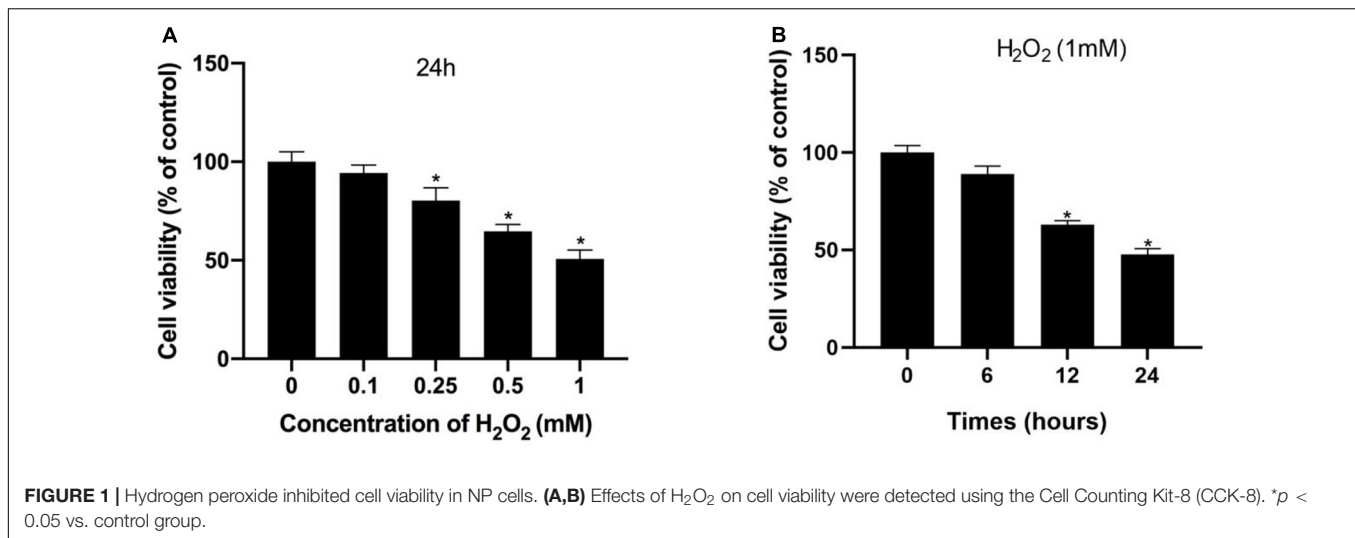 A
24h
Cell viability (% of control)
150
100
50
0
*
*
*
0 0.1 0.25 0.5 1
Concentration of H₂O₂ (mM)
B
H₂O₂ (1mM)
Cell viability (% of control)
150
100
50
0
*
*
0 6 12 24
Times (hours)
FIGURE 1 | Hydrogen peroxide inhibited cell viability in NP cells. (A,B) Effects of H₂O₂ on cell viability were detected using the Cell Counting Kit-8 (CCK-8). *p <
0.05 vs. control group.